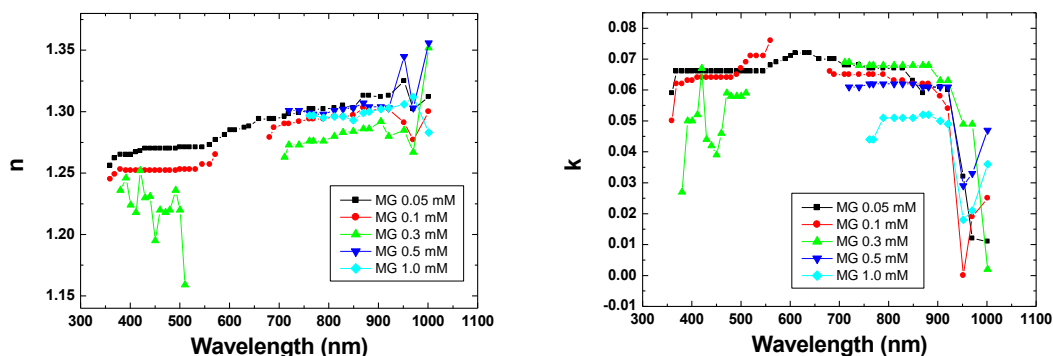 1.35
1.30
1.25
1.20
1.15
n
300 400 500 600 700 800 900 1000 1100
Wavelength (nm)
MG 0.05 mM
MG 0.1 mM
MG 0.3 mM
MG 0.5 mM
MG 1.0 mM
0.08
0.07
0.06
0.05
0.04
0.03
0.02
0.01
0.00
-0.01
k
300 400 500 600 700 800 900 1000 1100
Wavelength (nm)
MG 0.05 mM
MG 0.1 mM
MG 0.3 mM
MG 0.5 mM
MG 1.0 mM